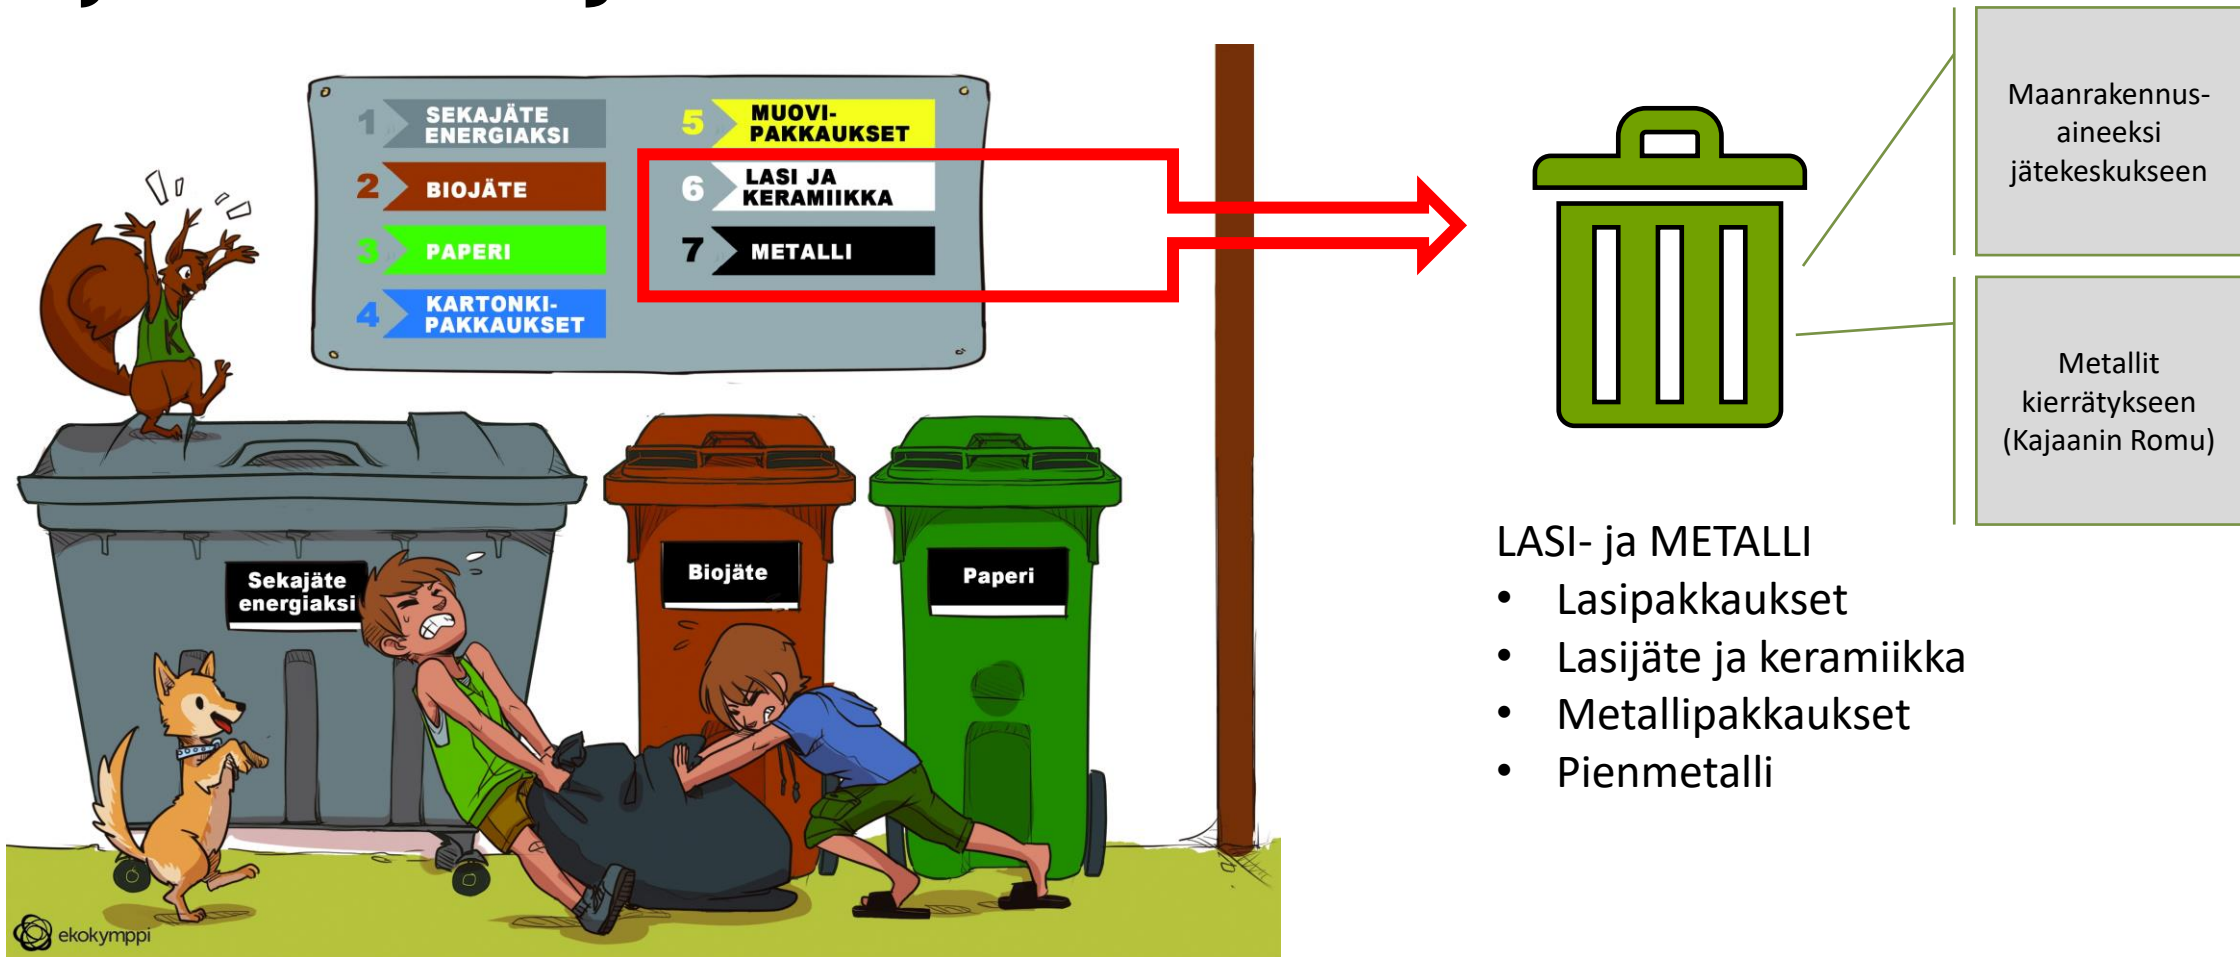 1 SEKAJÄTE
ENERGIAKSI
2 BIOJÄTE
3 PAPERI
4 KARTONKI-
PAKKAUKSET
5 MUOVI-
PAKKAUKSET
6 LASI JA
KERAMIIKKA
7 METALLI
Sekajäte
energiaksi
Biojäte
Paperi
ekokymppi
Maanrakennus-
aineeksi
jätekeskukseen
Metallit
kierrätykseen
(Kajaanin Romu)
LASI- ja METALLI
• Lasipakkaukset
• Lasijäte ja keramiikka
• Metallipakkaukset
• Pienmetalli
K